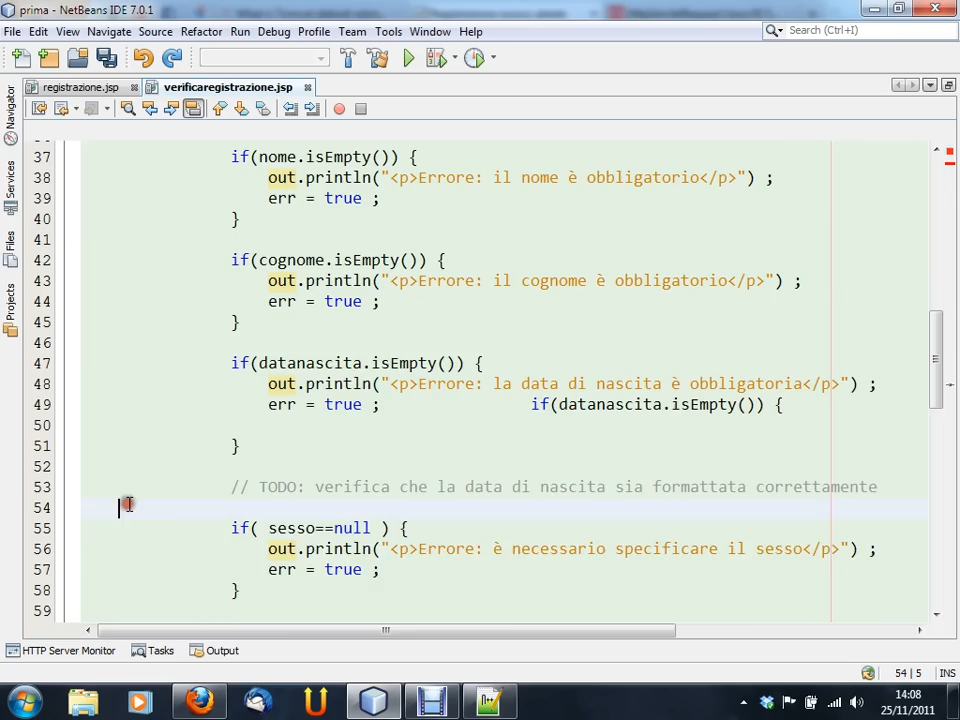 prima - NetBeans IDE 7.0.1
File Edit View Navigate Source Refactor Run Debug Profile Team Tools Window Help
Search (Ctrl+I)
registrazione.jsp verificaregistrazione.jsp
Navigator
Services
Files
Projects
37 if(nome.isEmpty()) {
38 out.println("<p>Errore: il nome è obbligatorio</p>") ;
39 err = true ;
40 }
41
42 if(cognome.isEmpty()) {
43 out.println("<p>Errore: il cognome è obbligatorio</p>") ;
44 err = true ;
45 }
46
47 if(datanascita.isEmpty()) {
48 out.println("<p>Errore: la data di nascita è obbligatoria</p>") ;
49 err = true ; if(datanascita.isEmpty()) {
50
51 }
52
53 // TODO: verifica che la data di nascita sia formattata correttamente
54
55 if( sesso==null ) {
56 out.println("<p>Errore: è necessario specificare il sesso</p>") ;
57 err = true ;
58 }
59
HTTP Server Monitor Tasks Output
54 | 5 INS
14:08
25/11/2011